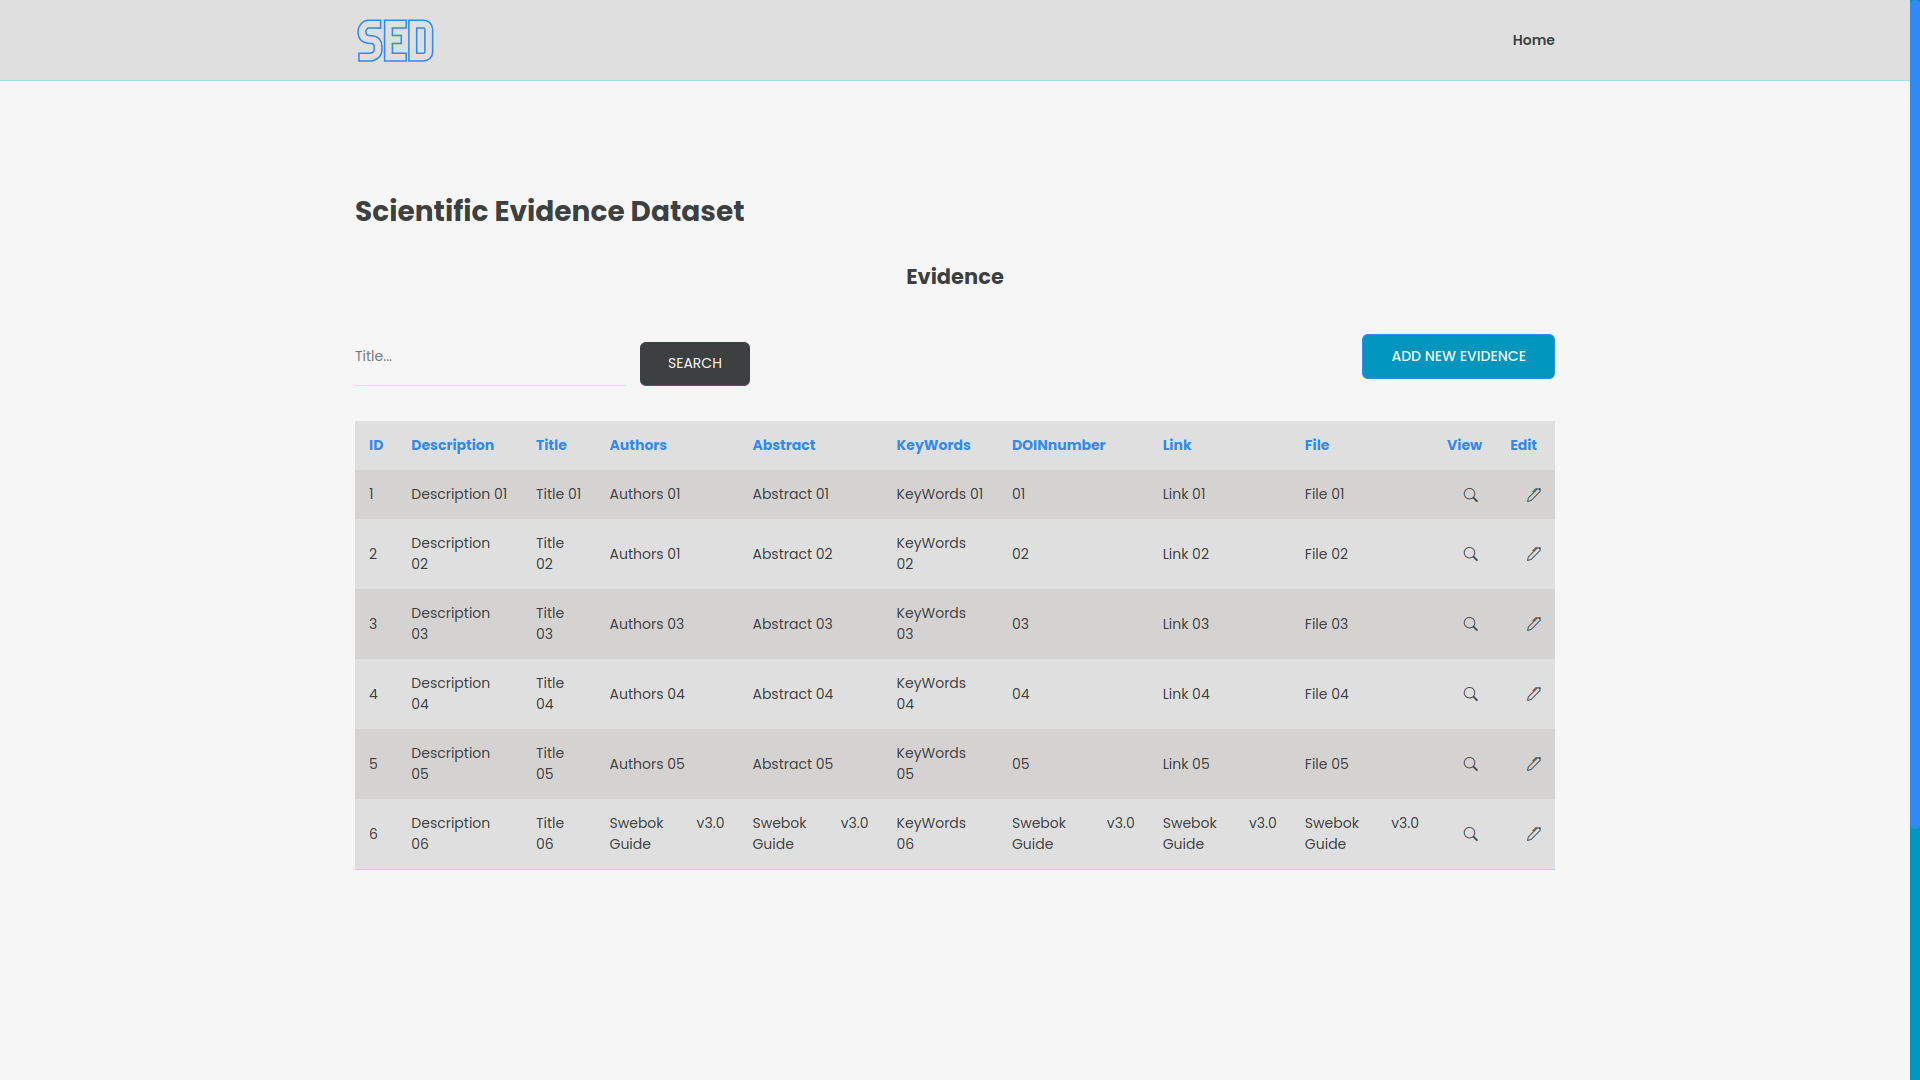 SED
Home
Scientific Evidence Dataset
Evidence
Title...
SEARCH
ADD NEW EVIDENCE
ID Description Title Authors Abstract KeyWords DOINnumber Link File View Edit
1 Description 01 Title 01 Authors 01 Abstract 01 KeyWords 01 01 Link 01 File 01
2 Description 02 Title 02 Authors 01 Abstract 02 KeyWords 02 02 Link 02 File 02
3 Description 03 Title 03 Authors 03 Abstract 03 KeyWords 03 03 Link 03 File 03
4 Description 04 Title 04 Authors 04 Abstract 04 KeyWords 04 04 Link 04 File 04
5 Description 05 Title 05 Authors 05 Abstract 05 KeyWords 05 05 Link 05 File 05
6 Description 06 Title 06 Swebok v3.0 Guide Swebok v3.0 Guide KeyWords 06 Swebok v3.0 Guide Swebok v3.0 Guide Swebok v3.0 Guide